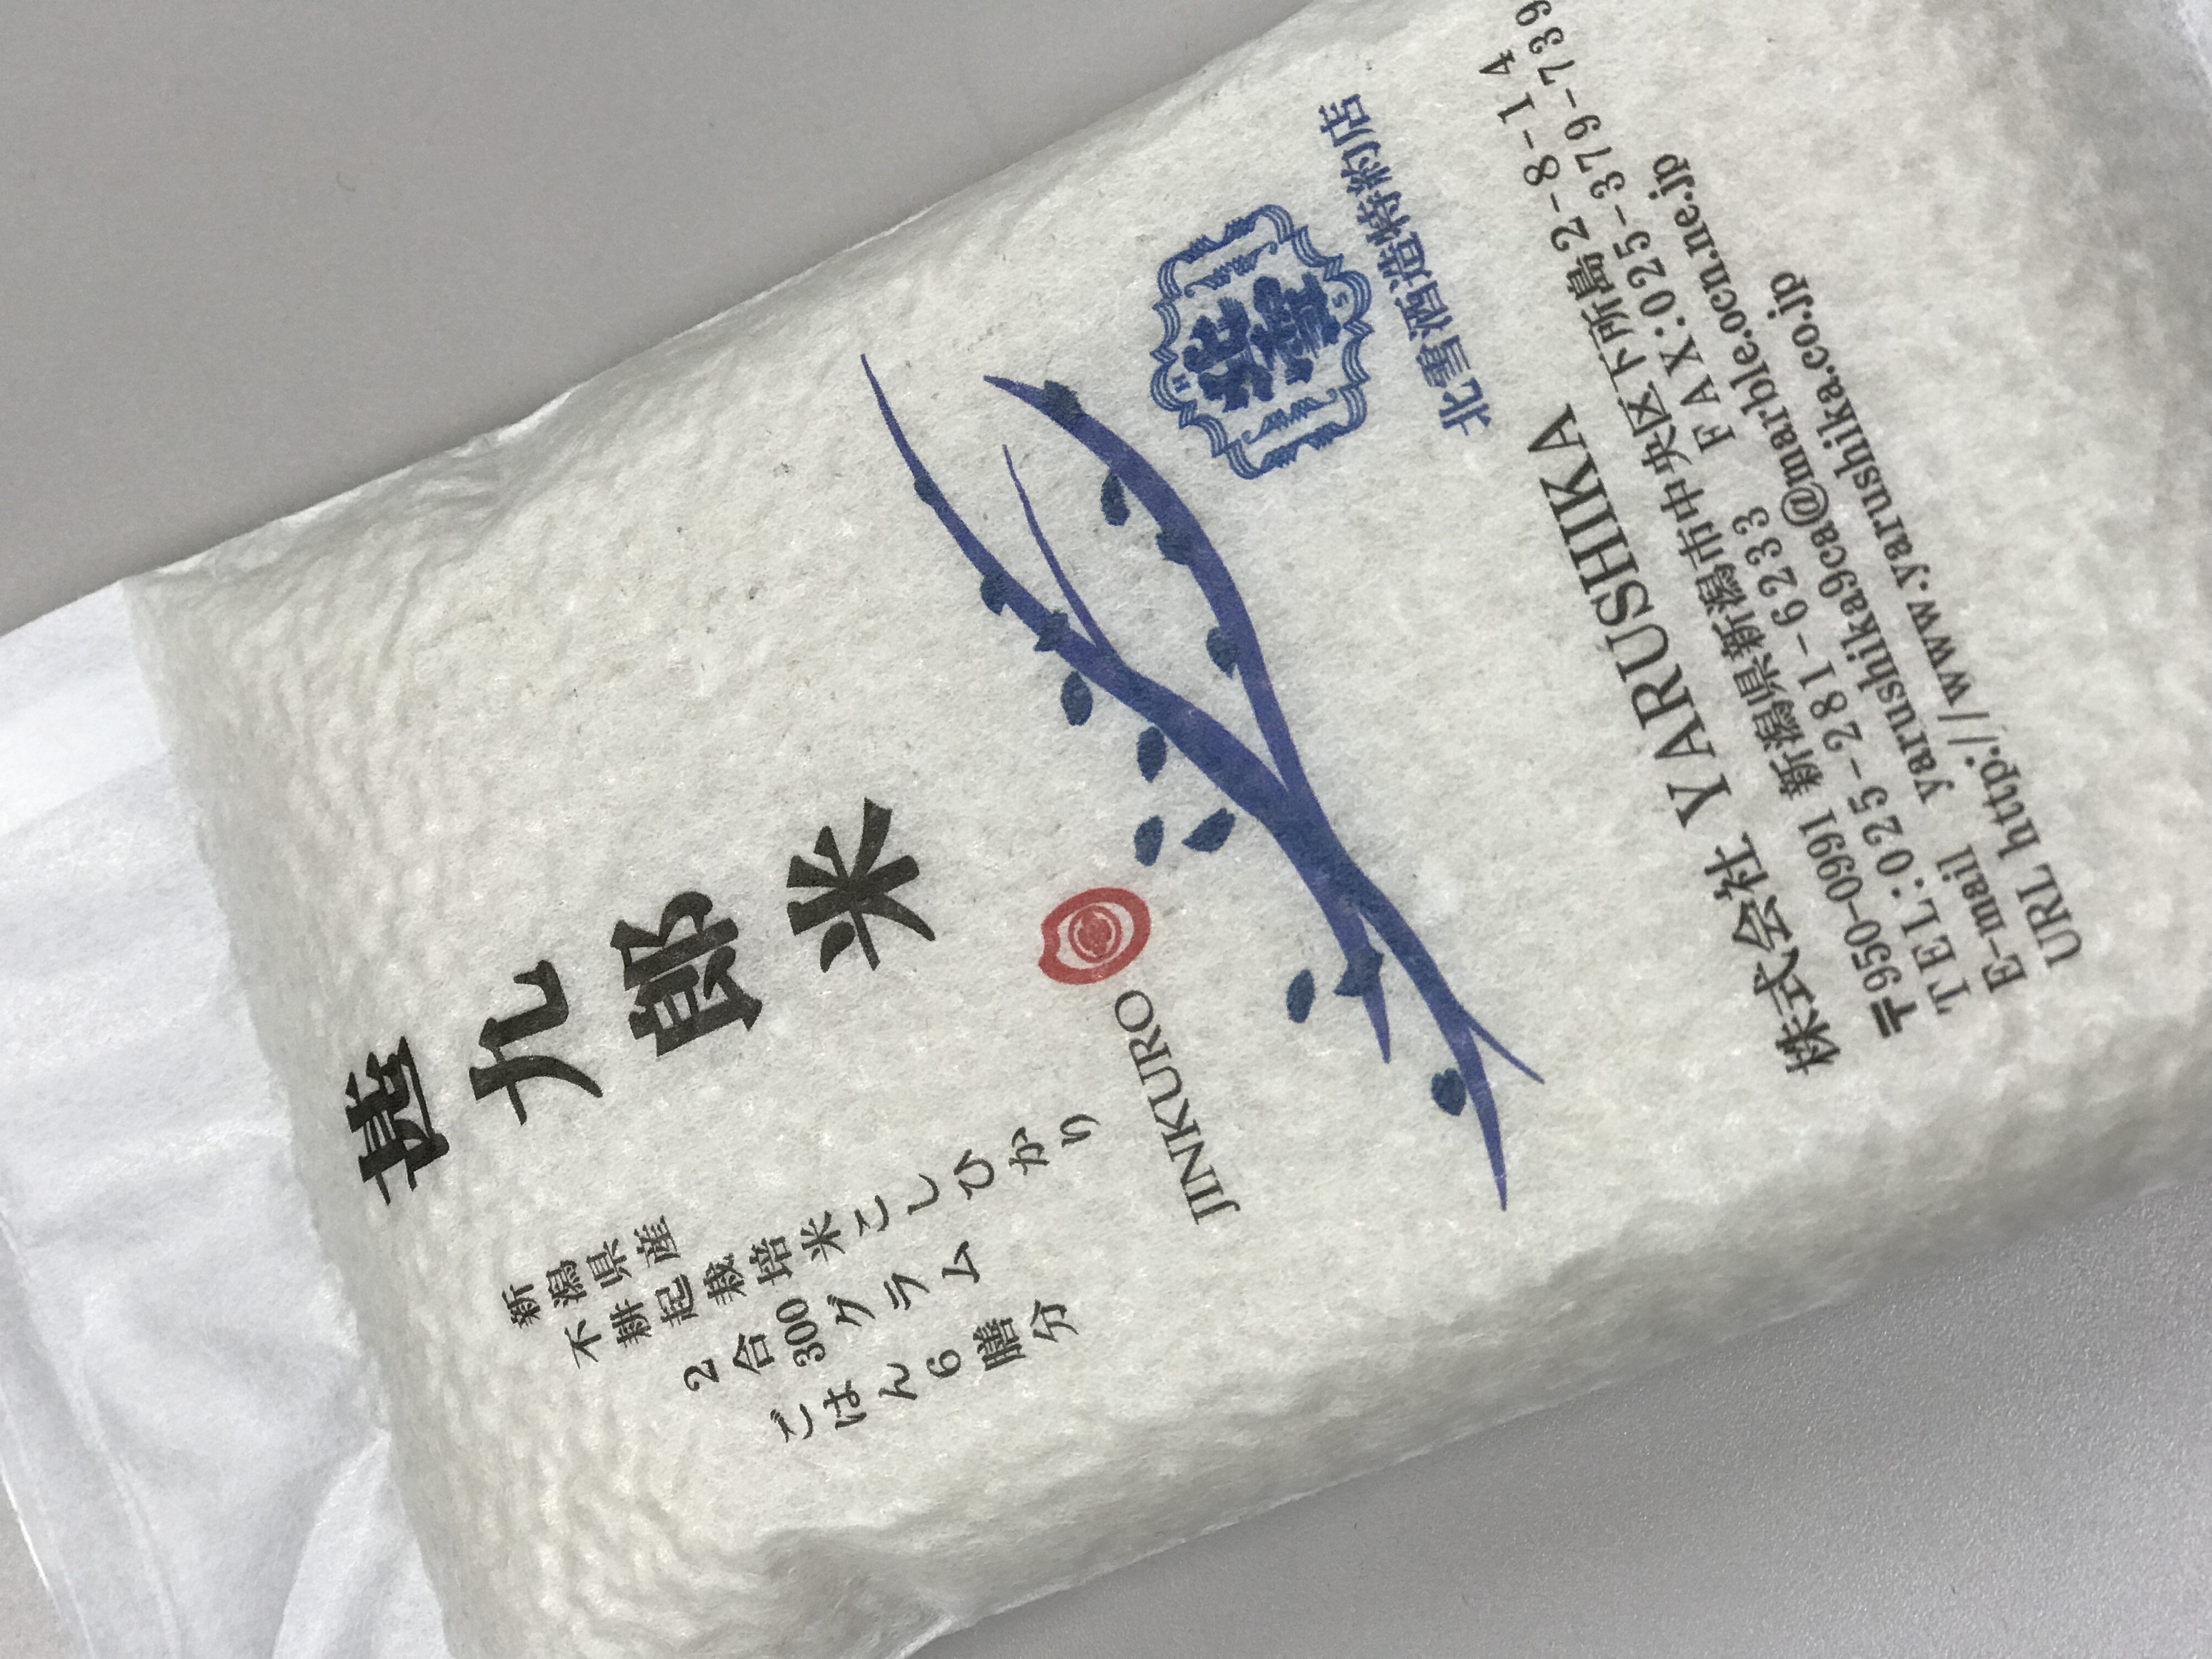 甚九郎米
新潟県産
不耕起栽培米こしひかり
2合300グラム
ごはん6膳分
JINKURO
北雪
H
S
北雪酒造特約店
株式会社 YARUSHIKA
〒950-0991 新潟県新潟市中央区下所島2-8-14
TEL:025-281-6233 FAX:025-379-739
E-mail yarushika9ca@marble.ocn.ne.jp
URL http://www.yarushika.co.jp